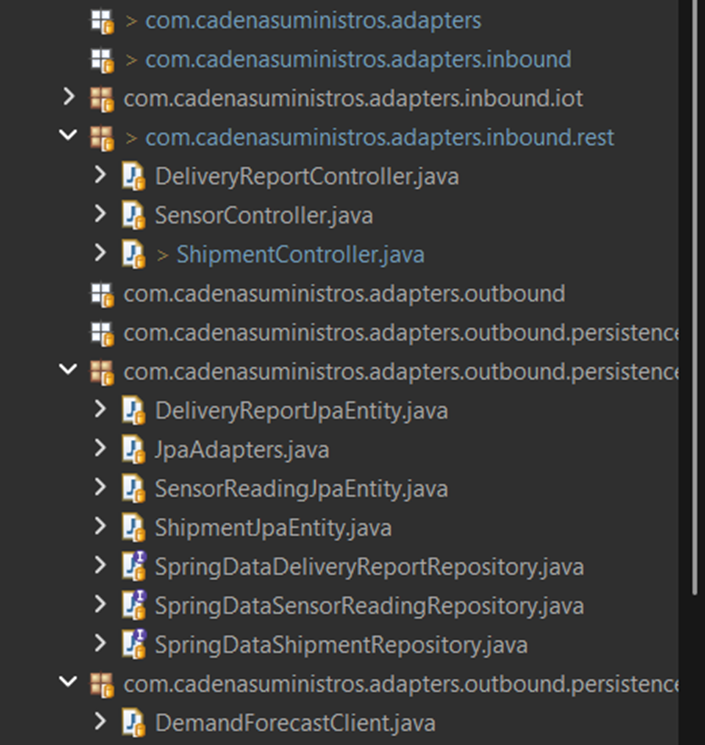 > com.cadenasuministros.adapters
> com.cadenasuministros.adapters.inbound
com.cadenasuministros.adapters.inbound.iot
> com.cadenasuministros.adapters.inbound.rest
DeliveryReportController.java
SensorController.java
> ShipmentController.java
com.cadenasuministros.adapters.outbound
com.cadenasuministros.adapters.outbound.persistence
com.cadenasuministros.adapters.outbound.persistence
DeliveryReportJpaEntity.java
JpaAdapters.java
SensorReadingJpaEntity.java
ShipmentJpaEntity.java
SpringDataDeliveryReportRepository.java
SpringDataSensorReadingRepository.java
SpringDataShipmentRepository.java
com.cadenasuministros.adapters.outbound.persistence
DemandForecastClient.java